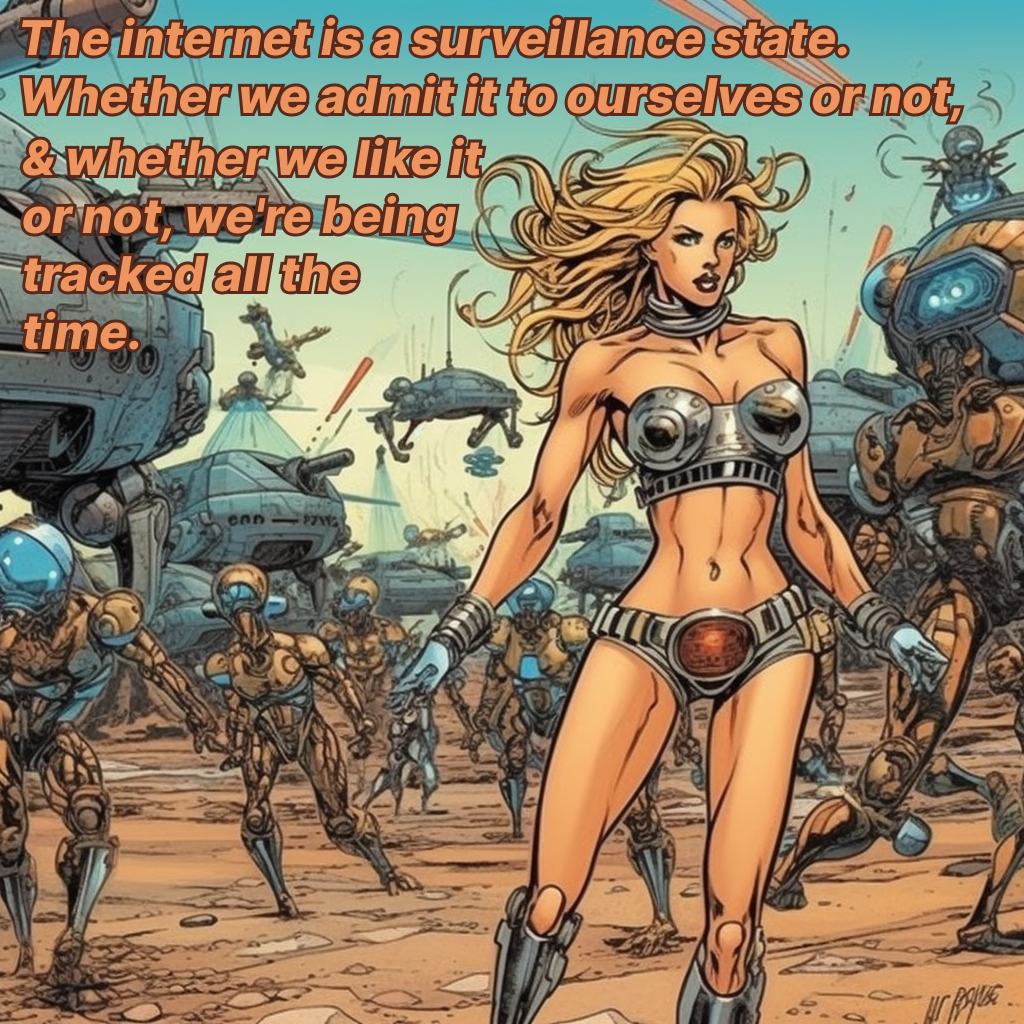 The internet is a surveillance state.
Whether we admit it to ourselves or not,
& whether we like it
or not, we're being
tracked all the
time.